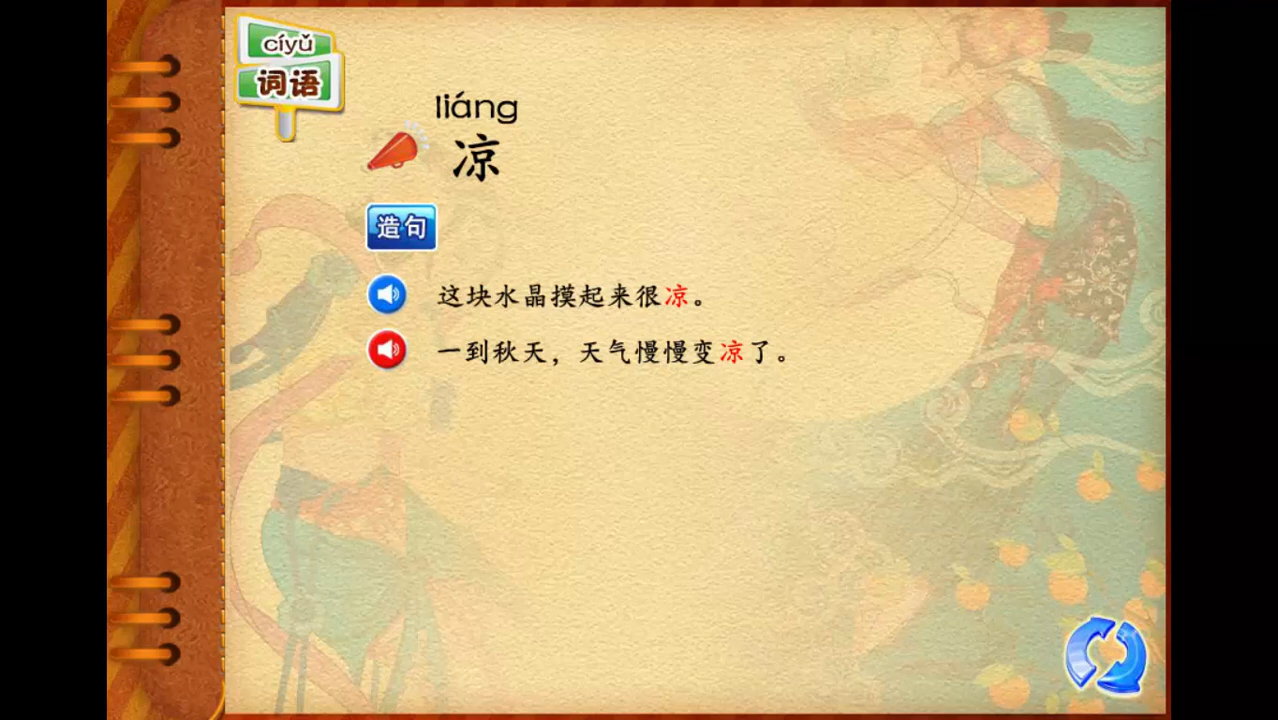 cíyǔ
词语
liáng
凉
造句
这块水晶摸起来很凉。
一到秋天，天气慢慢变凉了。